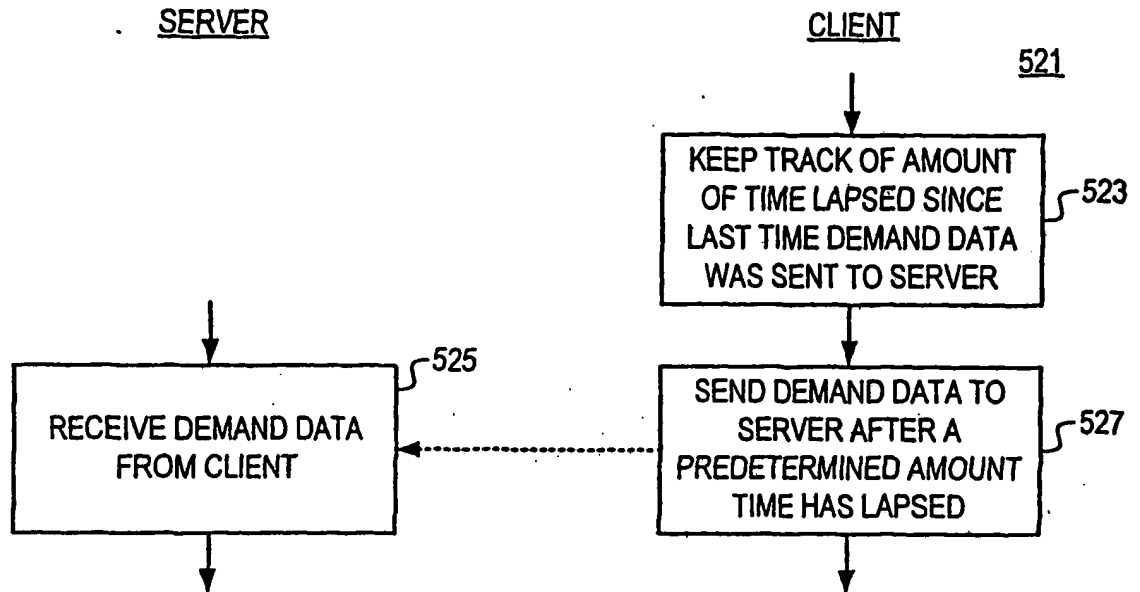 SERVER
CLIENT
521
KEEP TRACK OF AMOUNT
OF TIME LAPSED SINCE
LAST TIME DEMAND DATA
WAS SENT TO SERVER
523
525
RECEIVE DEMAND DATA
FROM CLIENT
SEND DEMAND DATA TO
SERVER AFTER A
PREDETERMINED AMOUNT
TIME HAS LAPSED
527